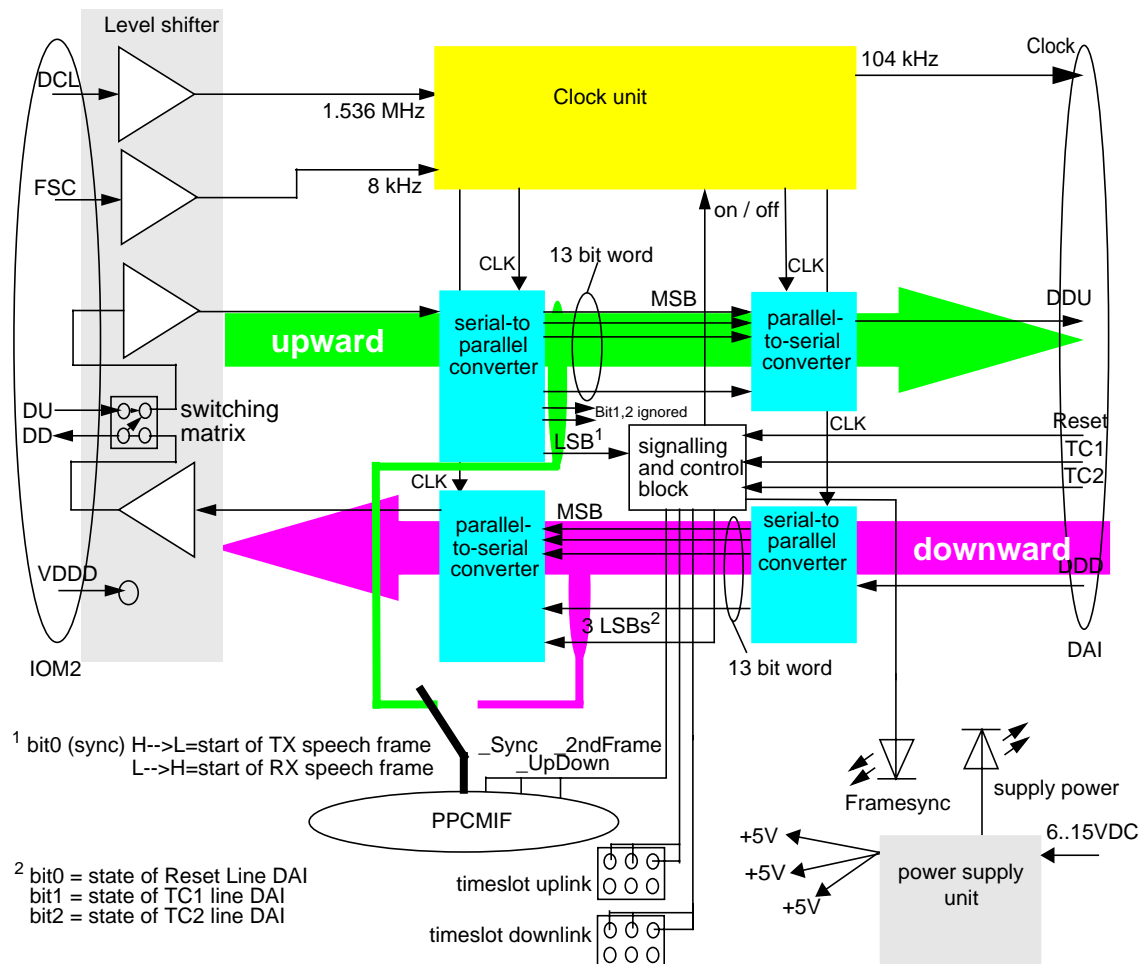 Level shifter
DCL
1.536 MHz
Clock unit
104 kHz
Clock
FSC
8 kHz
on / off
13 bit word
CLK
CLK
MSB
DDU
upward
serial-to
parallel
converter
parallel-
to-serial
converter
DU
DD
switching
matrix
Bit1,2 ignored
LSB1
signalling
and control
block
CLK
Reset
TC1
TC2
CLK
MSB
parallel-
to-serial
converter
serial-to
parallel
converter
downward
DDD
VDDD
3 LSBs2
13 bit word
IOM2
DAI
1 bit0 (sync) H-->L=start of TX speech frame
L-->H=start of RX speech frame
_Sync
_2ndFrame
_UpDown
PPCMIF
Framesync
supply power
+5V
+5V
+5V
6..15VDC
power supply
unit
2 bit0 = state of Reset Line DAI
bit1 = state of TC1 line DAI
bit2 = state of TC2 line DAI
timeslot uplink
timeslot downlink